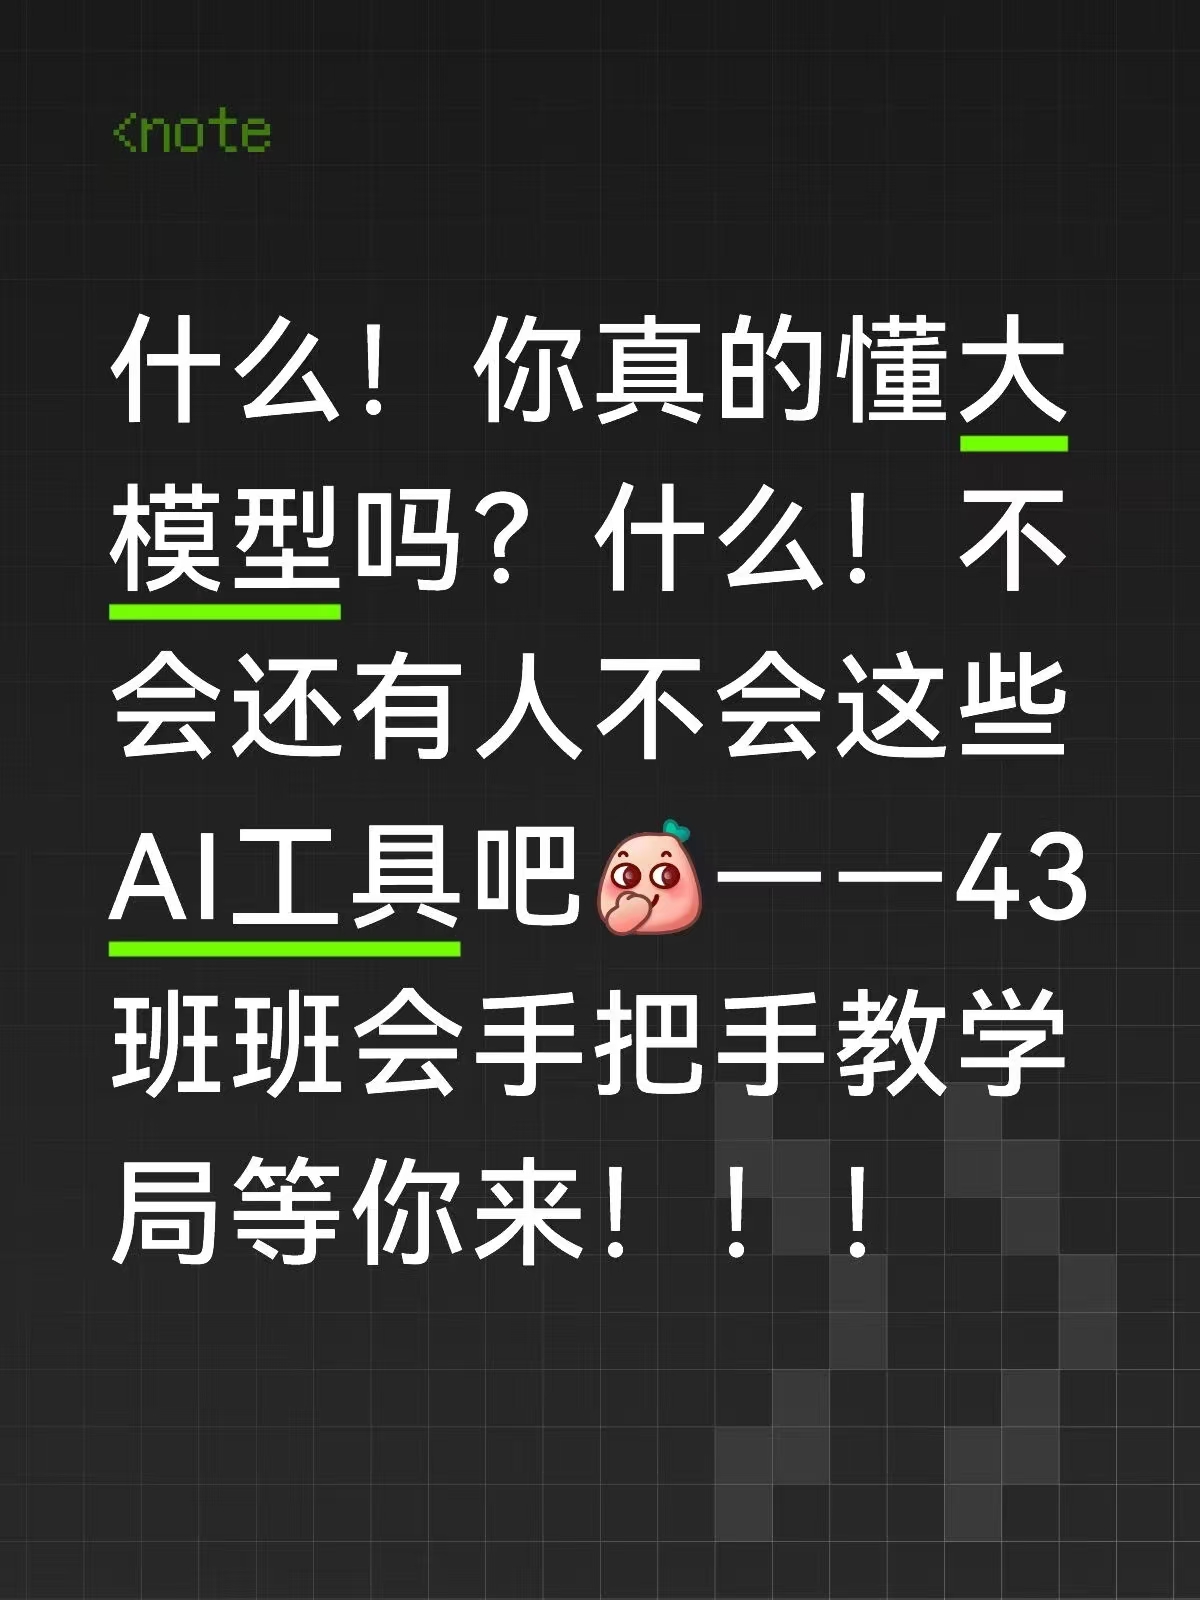 <note
什么！你真的懂大
模型吗？什么！不
会还有人不会这些
AI工具吧——43
班班会手把手教学
局等你来！！！